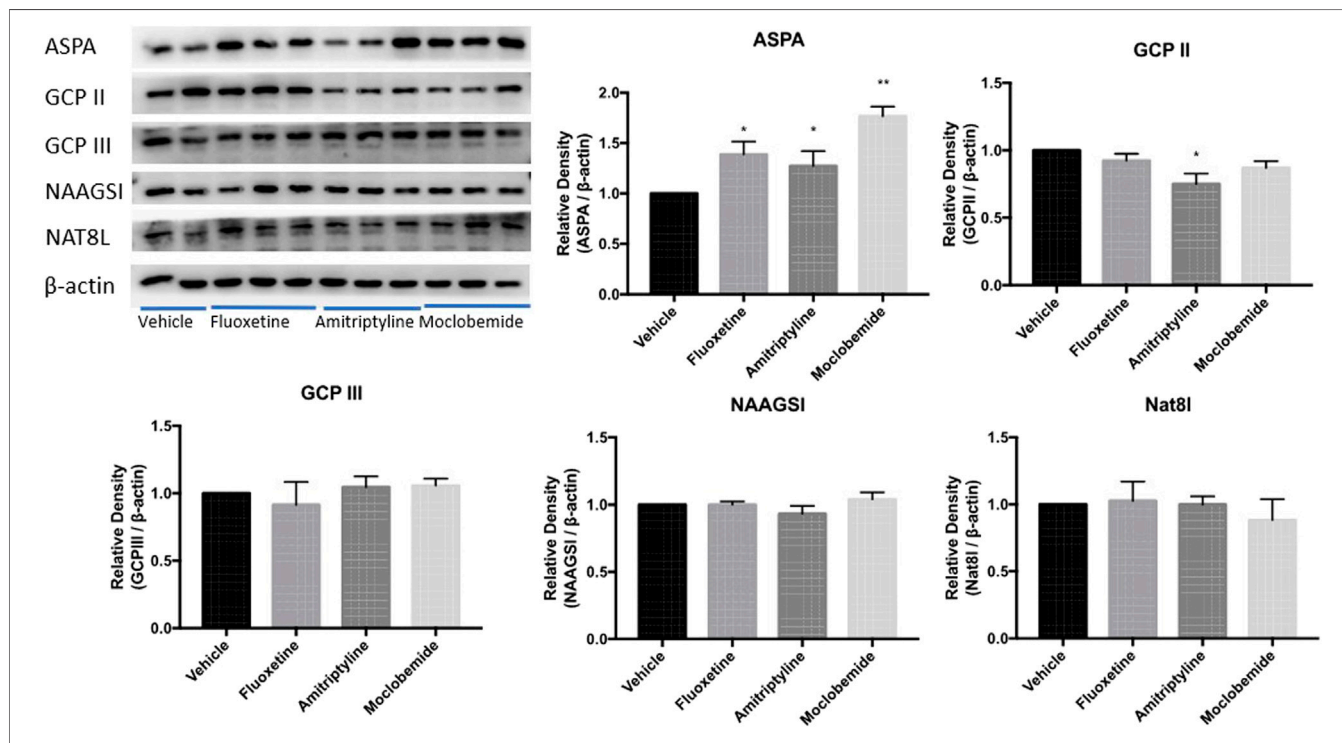 ASPA
GCP II
GCP III
NAAGSI
NAT8L
β-actin
Vehicle Fluoxetine Amitriptyline Moclobemide
ASPA
Relative Density
(ASPA / β-actin)
2.0
1.5
1.0
0.5
0.0
*
*
**
Vehicle
Fluoxetine
Amitriptyline
Moclobemide
GCP II
Relative Density
(GCPII / β-actin)
1.5
1.0
0.5
0.0
*
Vehicle
Fluoxetine
Amitriptyline
Moclobemide
GCP III
Relative Density
(GCPIII / β-actin)
1.5
1.0
0.5
0.0
Vehicle
Fluoxetine
Amitriptyline
Moclobemide
NAAGSI
Relative Density
(NAAGSI / β-actin)
1.5
1.0
0.5
0.0
Vehicle
Fluoxetine
Amitriptyline
Moclobemide
Nat8l
Relative Density
(Nat8l / β-actin)
1.5
1.0
0.5
0.0
Vehicle
Fluoxetine
Amitriptyline
Moclobemide